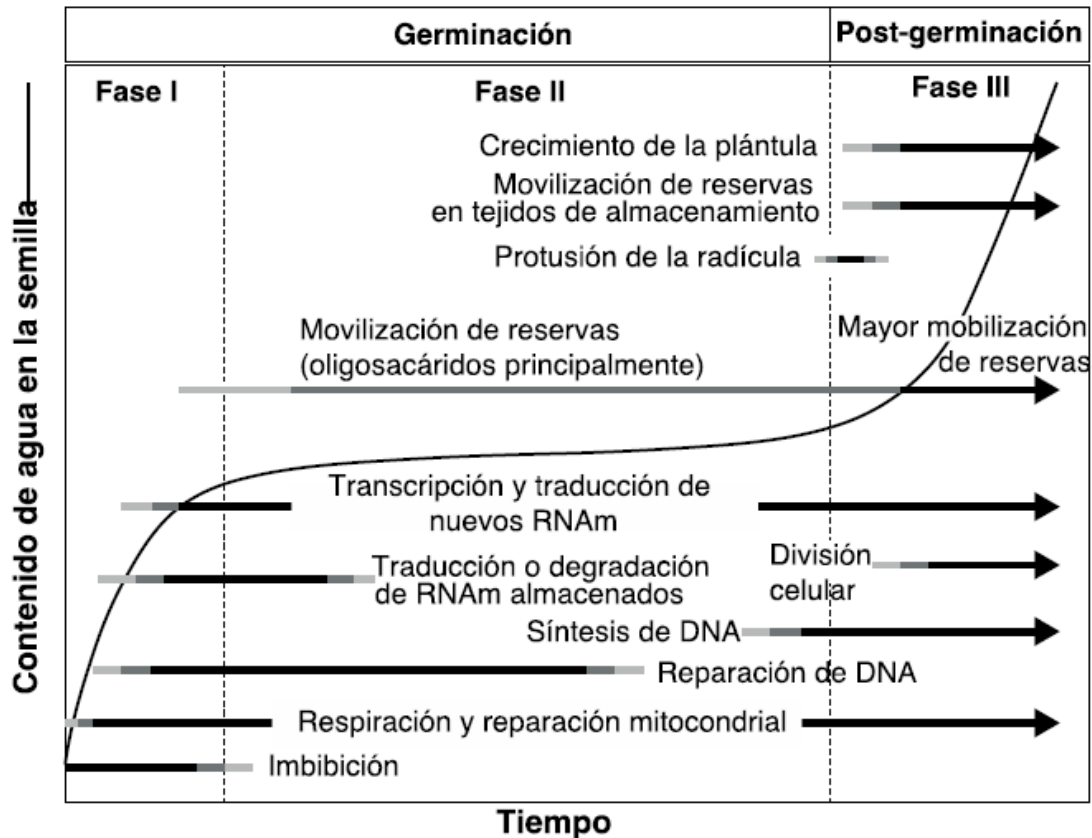 Germinación
Post-germinación
Fase I
Fase II
Fase III
Crecimiento de la plántula
Movilización de reservas
en tejidos de almacenamiento
Protusión de la radícula
Movilización de reservas
(oligosacáridos principalmente)
Mayor mobilización
de reservas
Transcripción y traducción de
nuevos RNAm
Traducción o degradación
de RNAm almacenados
División
celular
Síntesis de DNA
Reparación de DNA
Respiración y reparación mitocondrial
Imbibición
Contenido de agua en la semilla
Tiempo